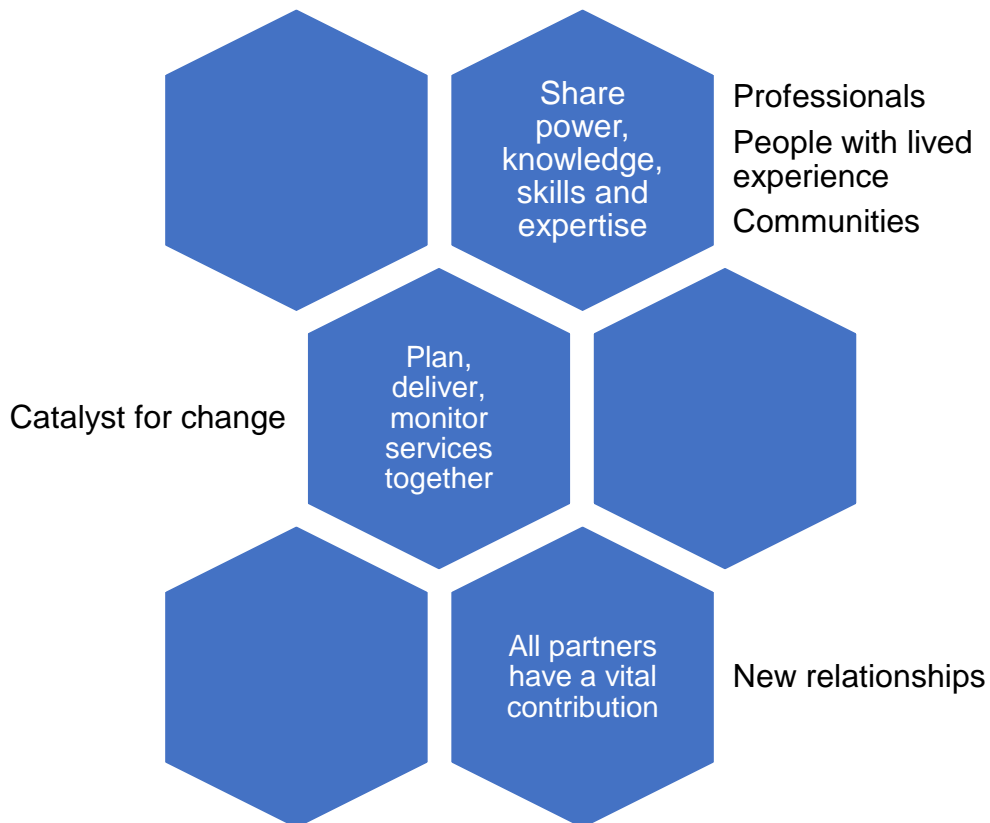 Share
power,
knowledge,
skills and
expertise
Professionals
People with lived
experience
Communities
Catalyst for change
Plan,
deliver,
monitor
services
together
All partners
have a vital
contribution
New relationships